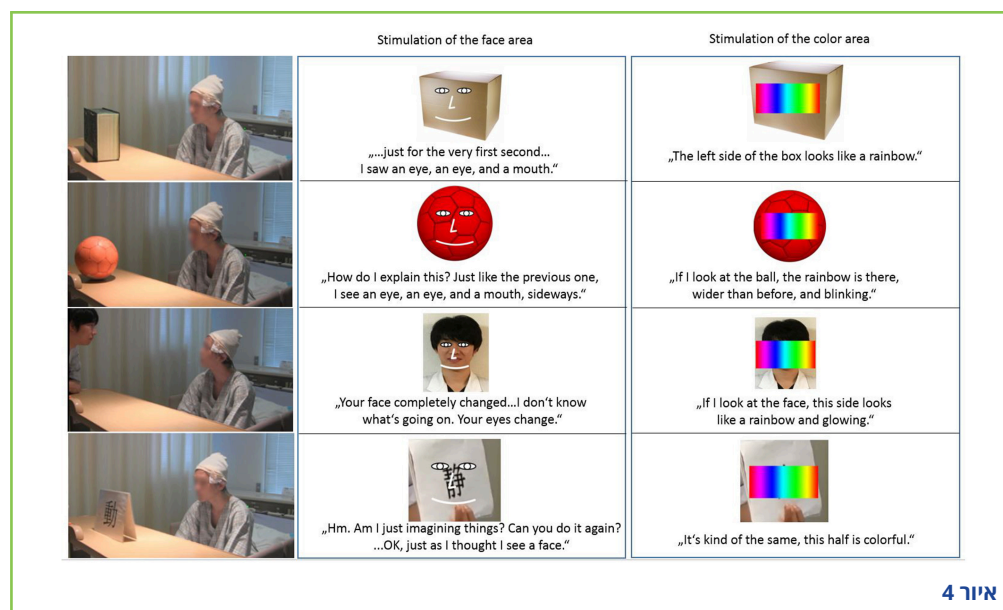 Stimulation of the face area
Stimulation of the color area
„...just for the very first second...
I saw an eye, an eye, and a mouth.“
„The left side of the box looks like a rainbow.“
„How do I explain this? Just like the previous one,
I see an eye, an eye, and a mouth, sideways.“
„If I look at the ball, the rainbow is there,
wider than before, and blinking.“
„Your face completely changed...I don‘t know
what‘s going on. Your eyes change.“
„If I look at the face, this side looks
like a rainbow and glowing.“
静
„Hm. Am I just imagining things? Can you do it again?
...OK, just as I thought I see a face.“
„It‘s kind of the same, this half is colorful.“
איור 4